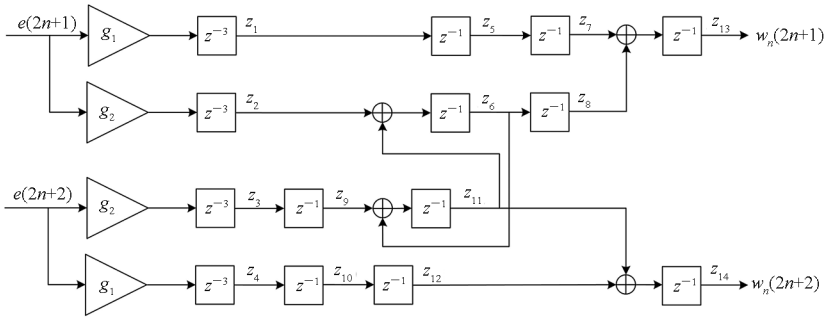 e(2n+1) g₁ z⁻³ z₁ z⁻¹ z₅ z⁻¹ z₇ z⁻¹ z₁₃ wₙ(2n+1)
g₂ z⁻³ z₂ z⁻¹ z₆ z⁻¹ z₈
e(2n+2) g₂ z⁻³ z₃ z⁻¹ z₉ z⁻¹ z₁₁
g₁ z⁻³ z₄ z⁻¹ z₁₀ z⁻¹ z₁₂ z⁻¹ z₁₄ wₙ(2n+2)